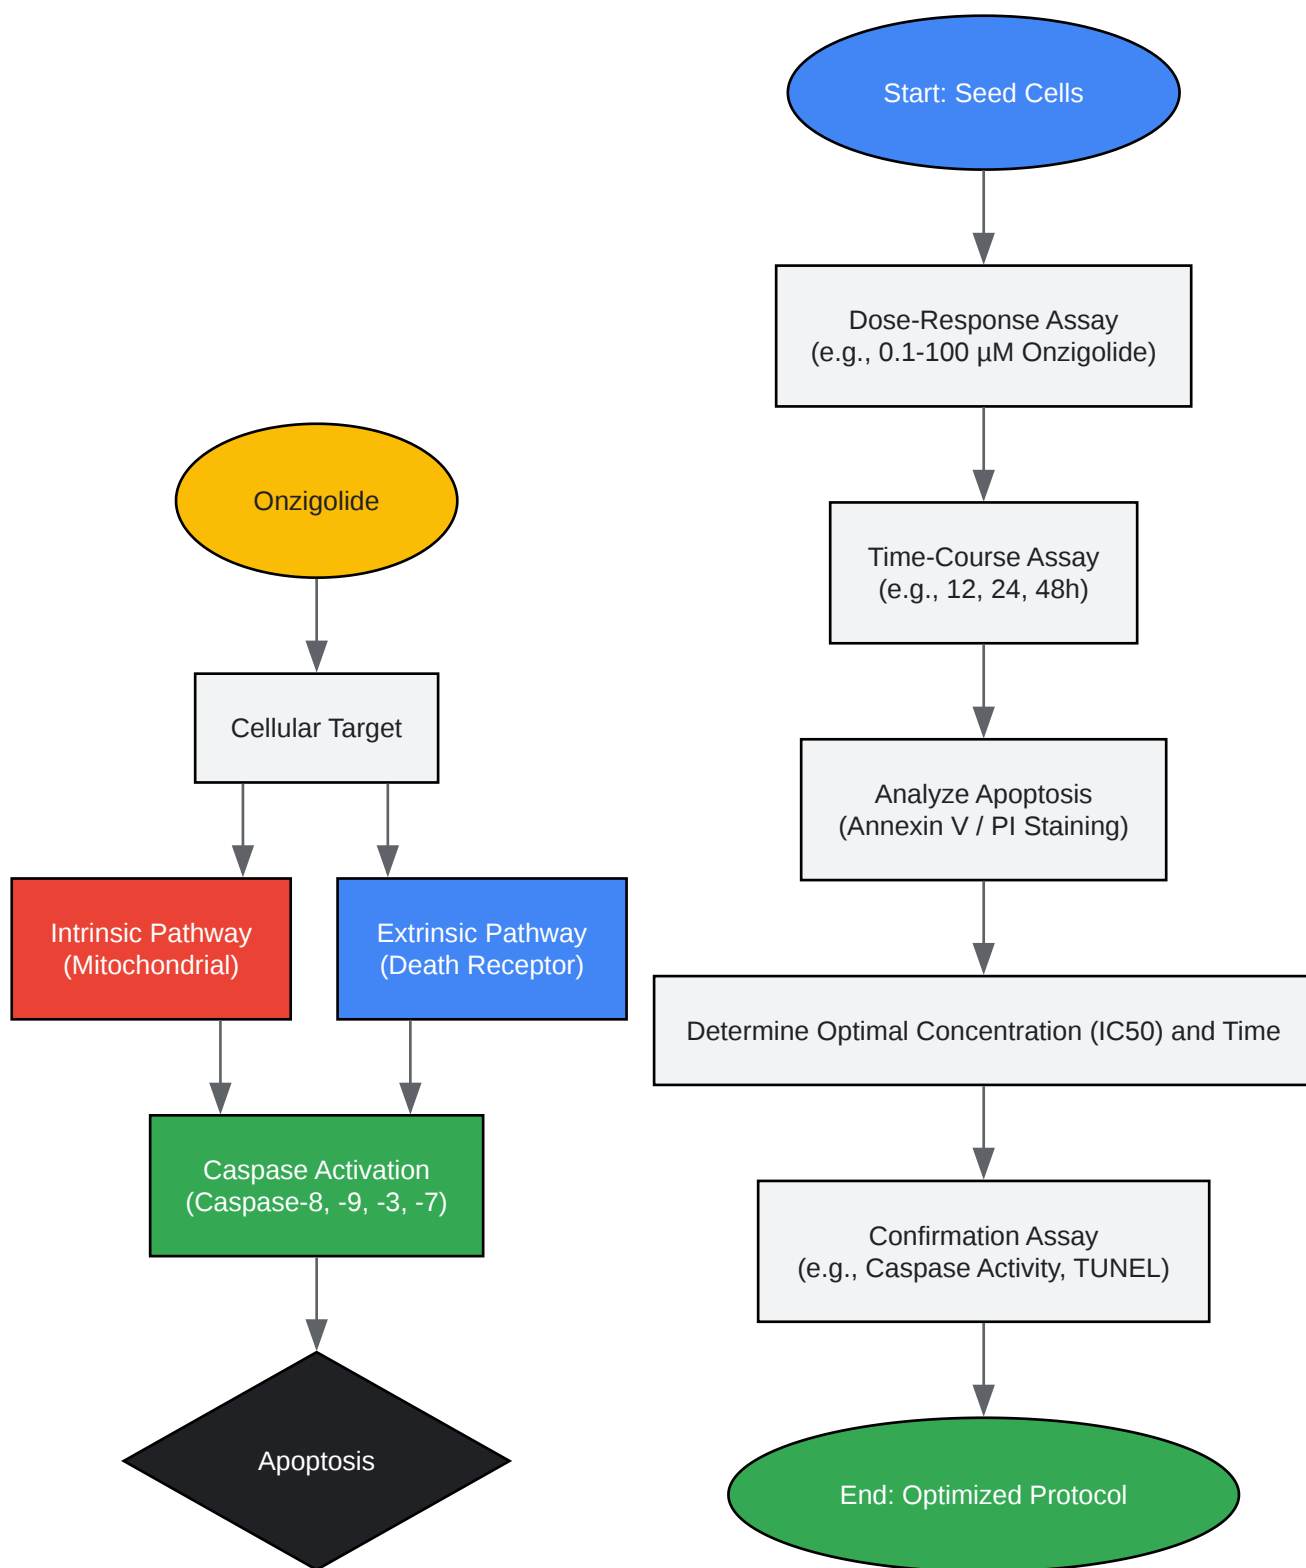 Onzigolide
Cellular Target
Intrinsic Pathway
(Mitochondrial)
Extrinsic Pathway
(Death Receptor)
Caspase Activation
(Caspase-8, -9, -3, -7)
Apoptosis
Start: Seed Cells
Dose-Response Assay
(e.g., 0.1-100 µM Onzigolide)
Time-Course Assay
(e.g., 12, 24, 48h)
Analyze Apoptosis
(Annexin V / PI Staining)
Determine Optimal Concentration (IC50) and Time
Confirmation Assay
(e.g., Caspase Activity, TUNEL)
End: Optimized Protocol